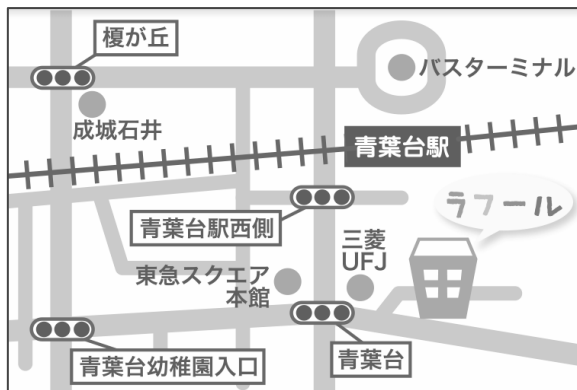 榎が丘
バスターミナル
成城石井
青葉台駅
ラフール
青葉台駅西側
三菱
UFJ
東急スクエア
本館
青葉台幼稚園入口
青葉台